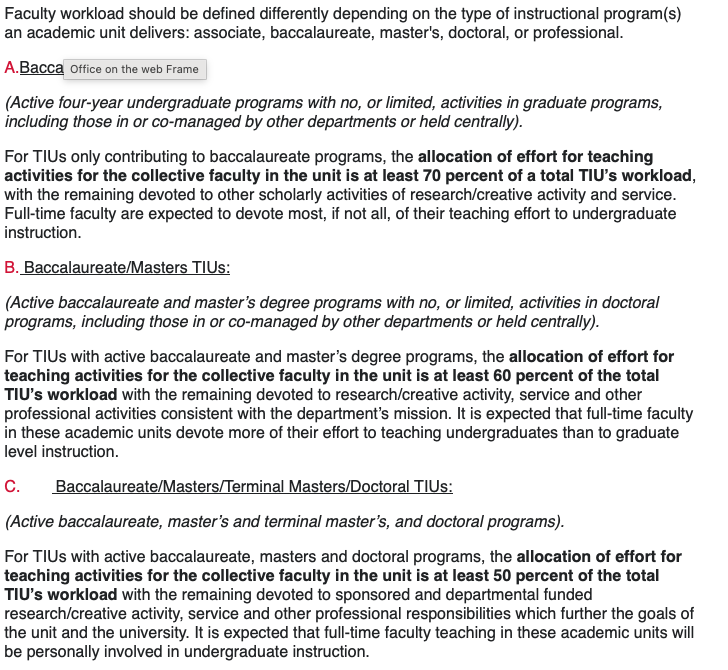 Faculty workload should be defined differently depending on the type of instructional program(s)
an academic unit delivers: associate, baccalaureate, master's, doctoral, or professional.
A.Bacca Office on the web Frame
(Active four-year undergraduate programs with no, or limited, activities in graduate programs,
including those in or co-managed by other departments or held centrally).
For TIUs only contributing to baccalaureate programs, the allocation of effort for teaching
activities for the collective faculty in the unit is at least 70 percent of a total TIU’s workload,
with the remaining devoted to other scholarly activities of research/creative activity and service.
Full-time faculty are expected to devote most, if not all, of their teaching effort to undergraduate
instruction.
B. Baccalaureate/Masters TIUs:
(Active baccalaureate and master’s degree programs with no, or limited, activities in doctoral
programs, including those in or co-managed by other departments or held centrally).
For TIUs with active baccalaureate and master’s degree programs, the allocation of effort for
teaching activities for the collective faculty in the unit is at least 60 percent of the total
TIU’s workload with the remaining devoted to research/creative activity, service and other
professional activities consistent with the department’s mission. It is expected that full-time faculty
in these academic units devote more of their effort to teaching undergraduates than to graduate
level instruction.
C. Baccalaureate/Masters/Terminal Masters/Doctoral TIUs:
(Active baccalaureate, master’s and terminal master’s, and doctoral programs).
For TIUs with active baccalaureate, masters and doctoral programs, the allocation of effort for
teaching activities for the collective faculty in the unit is at least 50 percent of the total
TIU’s workload with the remaining devoted to sponsored and departmental funded
research/creative activity, service and other professional responsibilities which further the goals of
the unit and the university. It is expected that full-time faculty teaching in these academic units will
be personally involved in undergraduate instruction.